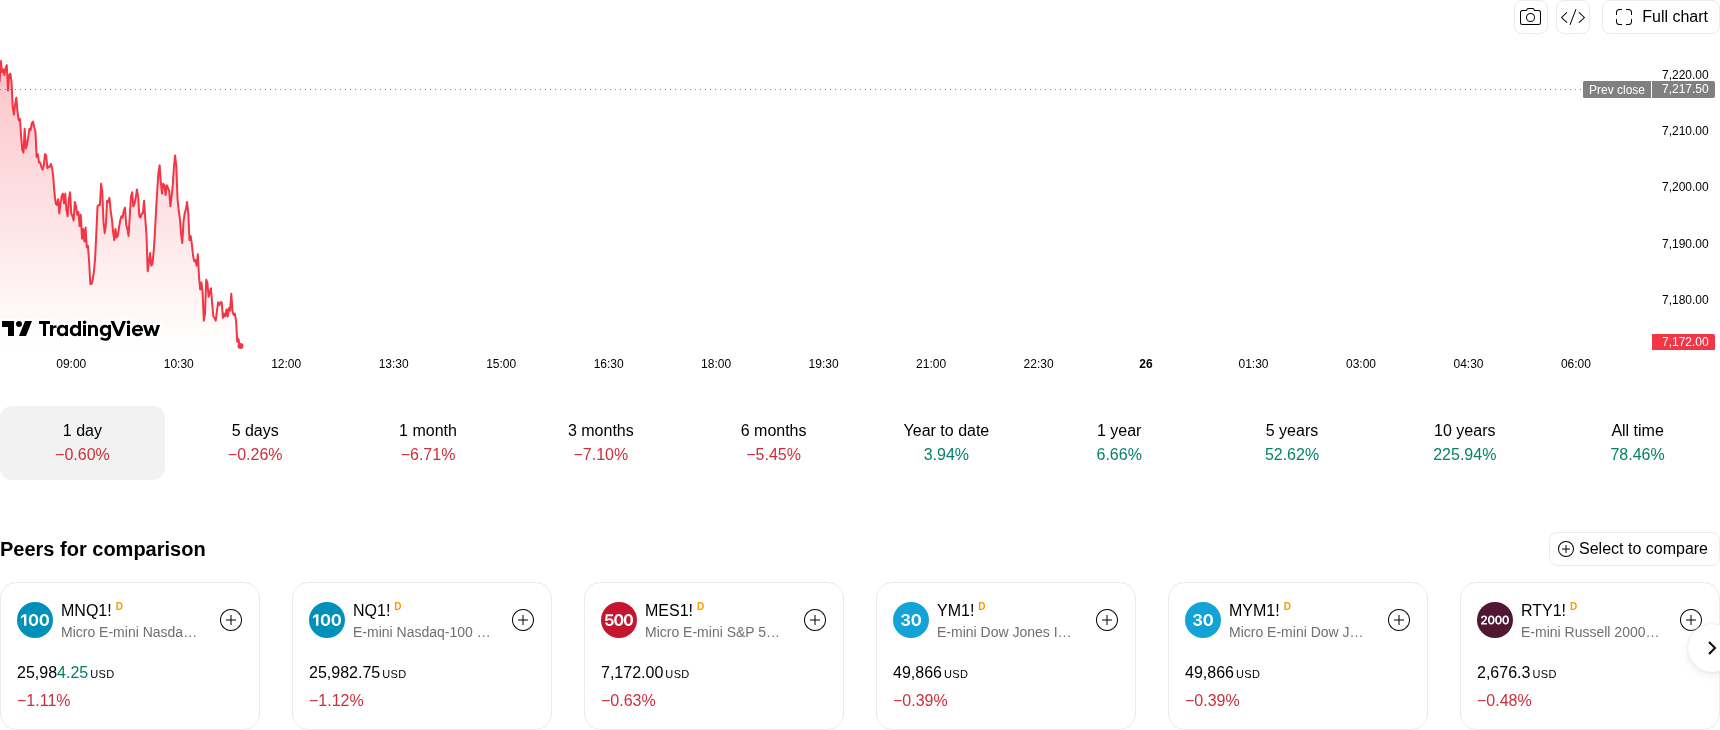 Full chart
7,220.00
Prev close 7,217.50
7,210.00
7,200.00
7,190.00
7,180.00
TradingView
7,172.00
09:00 10:30 12:00 13:30 15:00 16:30 18:00 19:30 21:00 22:30 26 01:30 03:00 04:30 06:00
1 day 5 days 1 month 3 months 6 months Year to date 1 year 5 years 10 years All time
−0.60% −0.26% −6.71% −7.10% −5.45% 3.94% 6.66% 52.62% 225.94% 78.46%
Peers for comparison
Select to compare
100 MNQ1! D
Micro E-mini Nasda…
25,984.25 USD
−1.11%
100 NQ1! D
E-mini Nasdaq-100 …
25,982.75 USD
−1.12%
500 MES1! D
Micro E-mini S&P 5…
7,172.00 USD
−0.63%
30 YM1! D
E-mini Dow Jones I…
49,866 USD
−0.39%
30 MYM1! D
Micro E-mini Dow J…
49,866 USD
−0.39%
2000 RTY1! D
E-mini Russell 2000…
2,676.3 USD
−0.48%